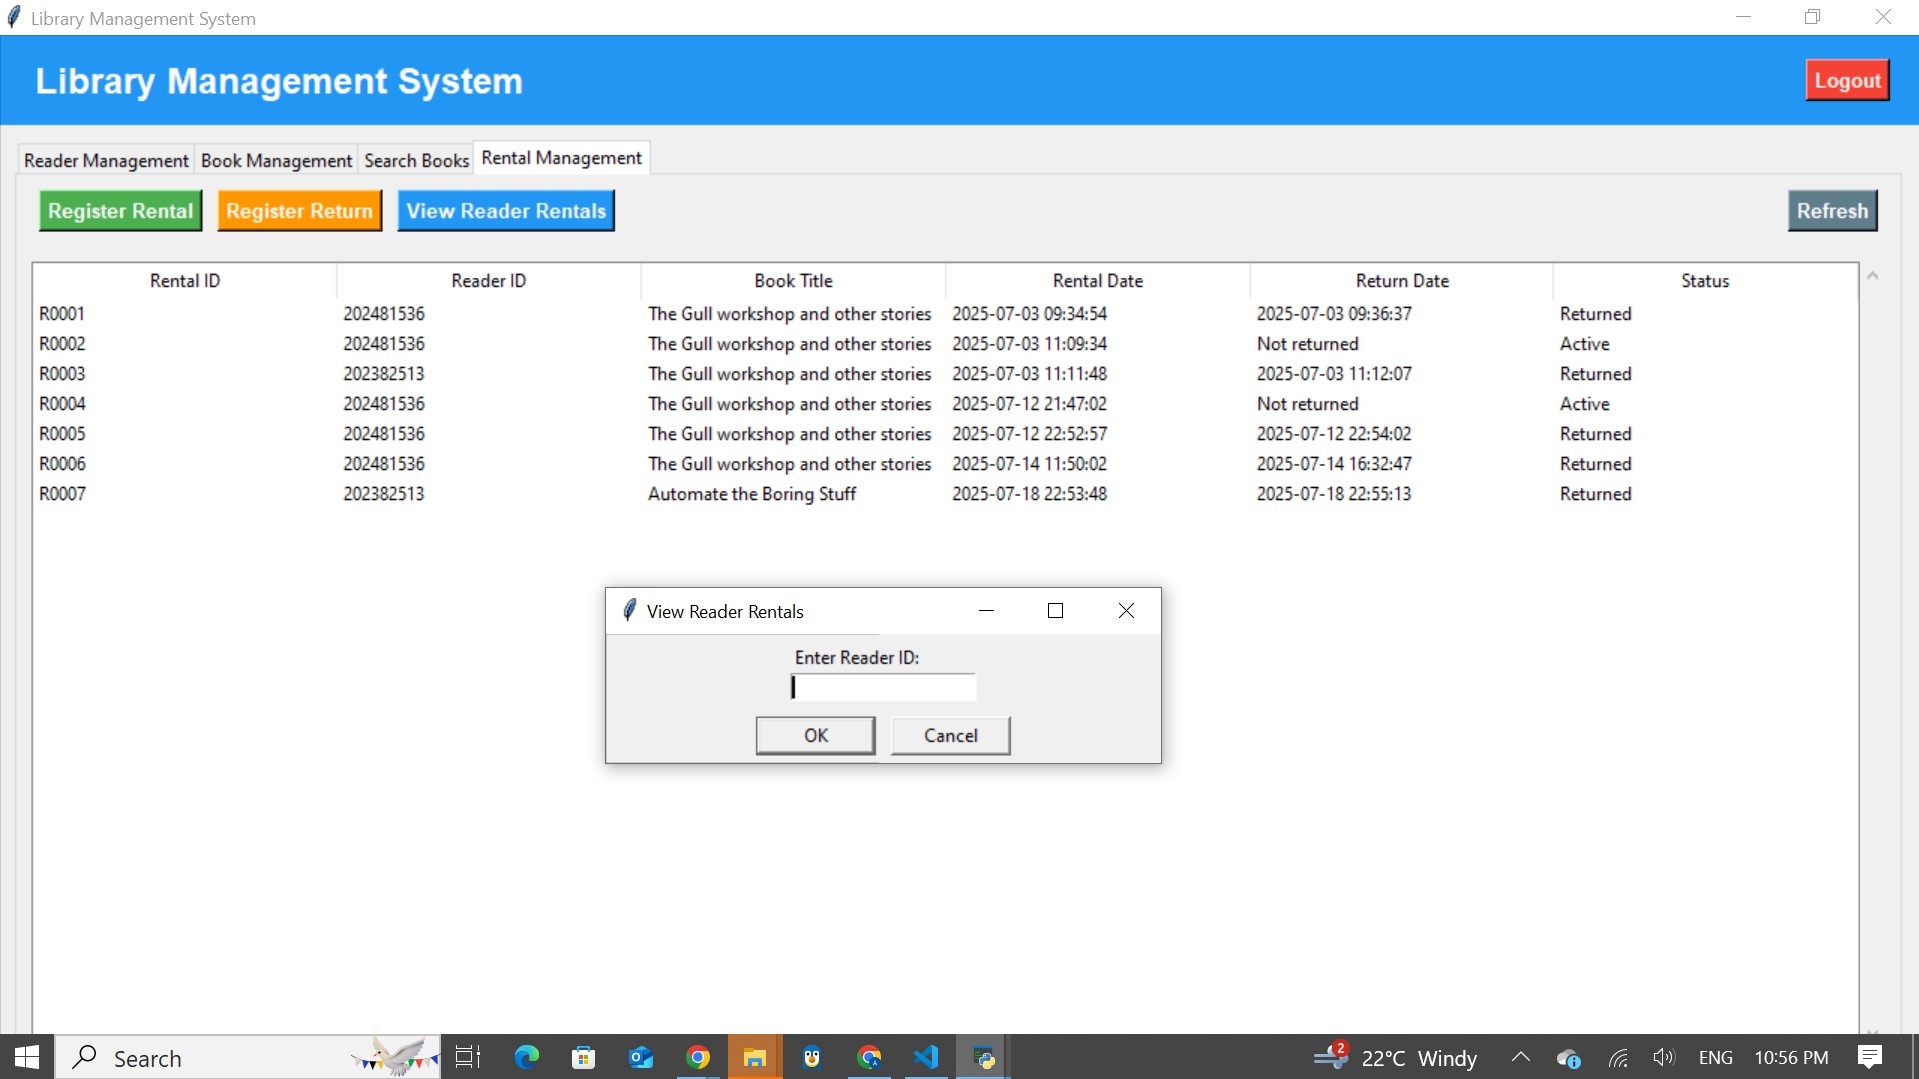 Library Management System
Library Management System
Logout
Reader Management Book Management Search Books Rental Management
Register Rental Register Return View Reader Rentals Refresh
Rental ID Reader ID Book Title Rental Date Return Date Status
R0001 202481536 The Gull workshop and other stories 2025-07-03 09:34:54 2025-07-03 09:36:37 Returned
R0002 202481536 The Gull workshop and other stories 2025-07-03 11:09:34 Not returned Active
R0003 202382513 The Gull workshop and other stories 2025-07-03 11:11:48 2025-07-03 11:12:07 Returned
R0004 202481536 The Gull workshop and other stories 2025-07-12 21:47:02 Not returned Active
R0005 202481536 The Gull workshop and other stories 2025-07-12 22:52:57 2025-07-12 22:54:02 Returned
R0006 202481536 The Gull workshop and other stories 2025-07-14 11:50:02 2025-07-14 16:32:47 Returned
R0007 202382513 Automate the Boring Stuff 2025-07-18 22:53:48 2025-07-18 22:55:13 Returned
View Reader Rentals
Enter Reader ID:
OK Cancel
Search 2 22°C Windy ENG 10:56 PM